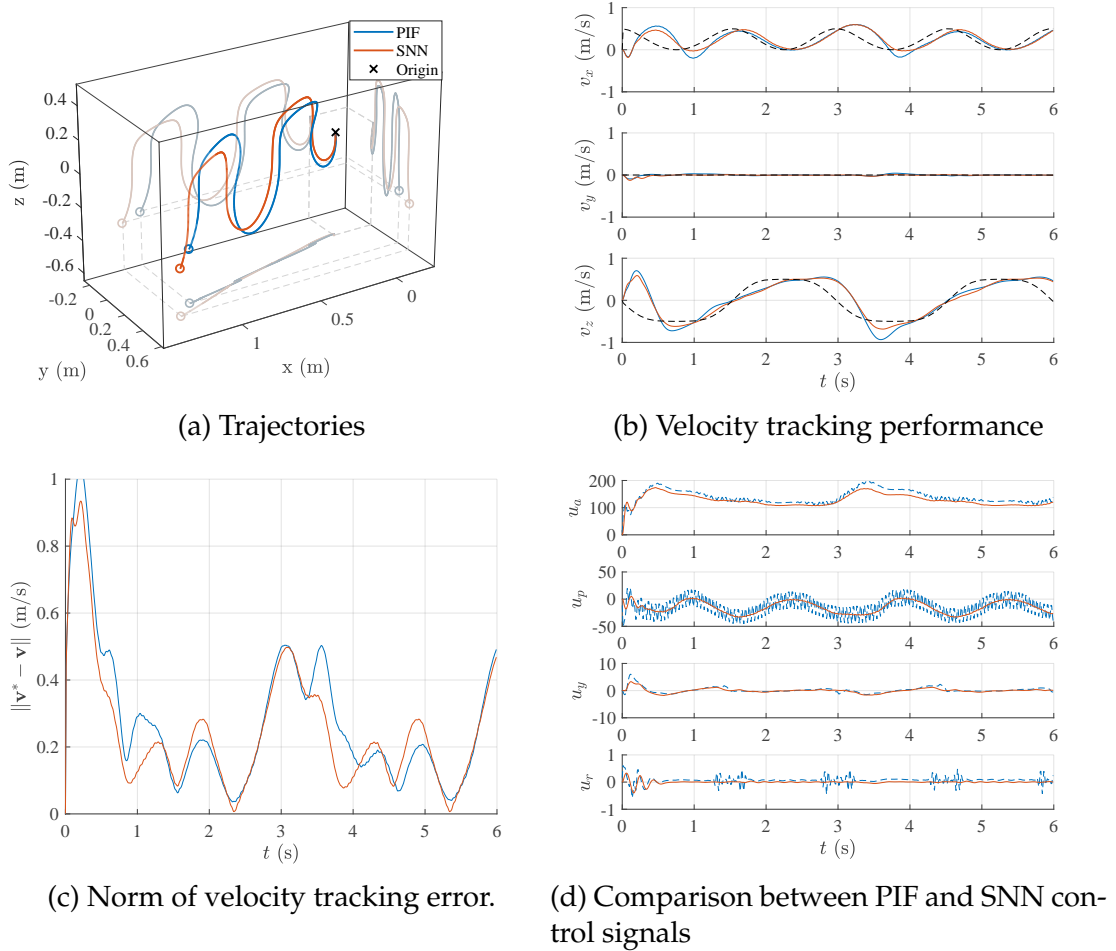 PIF
SNN
Origin
0.4
0.2
0
-0.2
-0.4
-0.6
z (m)
-0.2
0
0.2
0.4
0.6
y (m)
1
0.5
0
x (m)
(a) Trajectories
1
0
-1
v_x (m/s)
0 1 2 3 4 5 6
1
0
-1
v_y (m/s)
0 1 2 3 4 5 6
1
0
-1
v_z (m/s)
0 1 2 3 4 5 6
t (s)
(b) Velocity tracking performance
1
0.8
0.6
0.4
0.2
0
||v* − v|| (m/s)
0 1 2 3 4 5 6
t (s)
(c) Norm of velocity tracking error.
200
100
0
u_a
0 1 2 3 4 5 6
50
0
-50
u_p
0 1 2 3 4 5 6
10
0
-10
u_y
0 1 2 3 4 5 6
1
0
-1
u_r
0 1 2 3 4 5 6
t (s)
(d) Comparison between PIF and SNN con-
trol signals